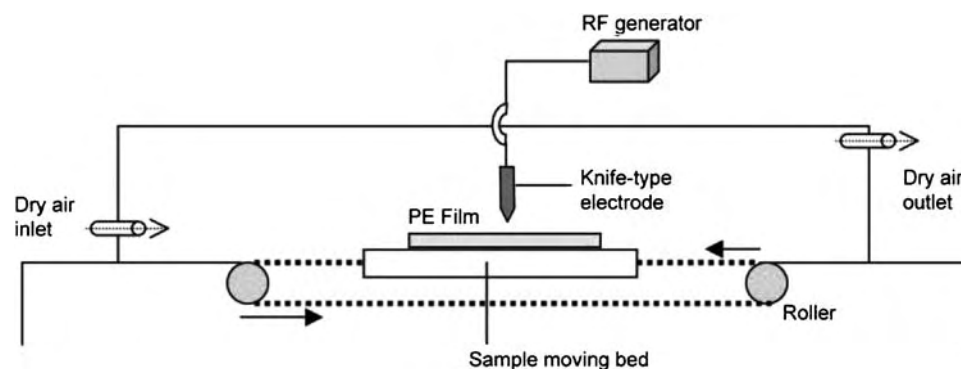 RF generator
Knife-type
electrode
Dry air
inlet
PE Film
Dry air
outlet
Roller
Sample moving bed